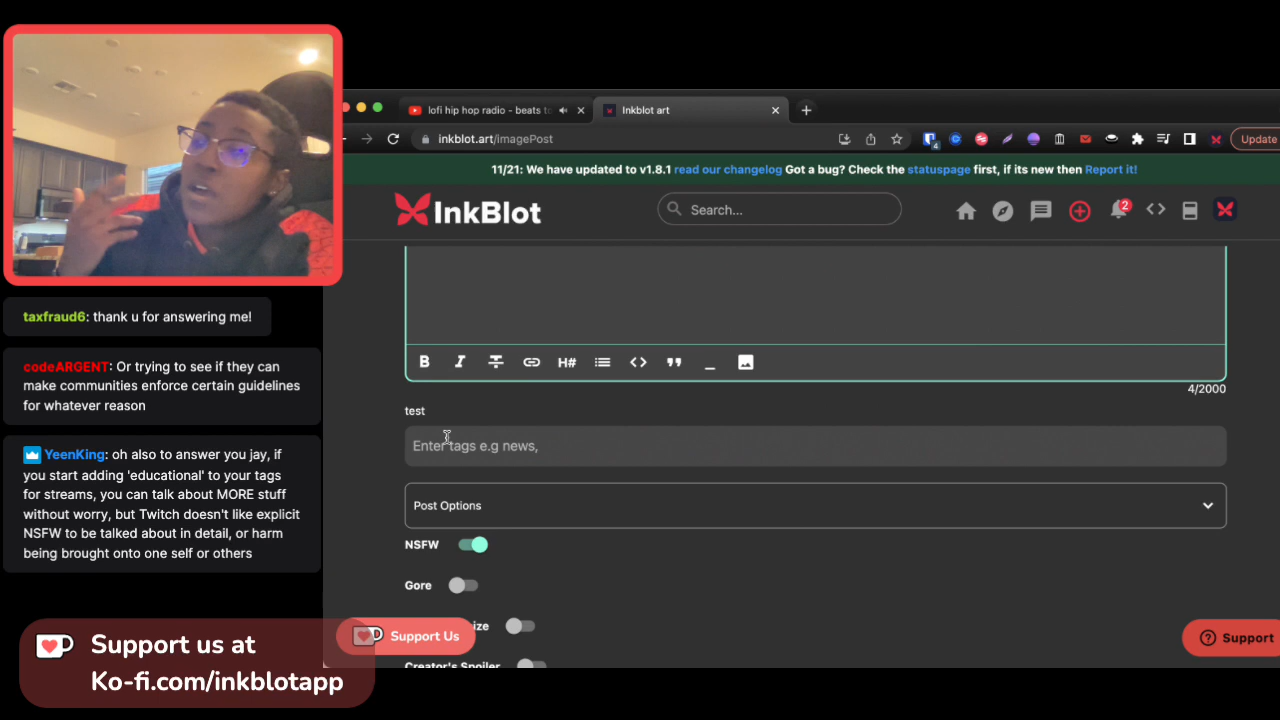 lofi hip hop radio - beats to
Inkblot art
inkblot.art/imagePost
4
Update
11/21: We have updated to v1.8.1 read our changelog Got a bug? Check the statuspage first, if its new then Report it!
InkBlot
Search...
2
taxfraud6: thank u for answering me!
codeARGENT: Or trying to see if they can
make communities enforce certain guidelines
for whatever reason
YeenKing: oh also to answer you jay, if
you start adding 'educational' to your tags
for streams, you can talk about MORE stuff
without worry, but Twitch doesn't like explicit
NSFW to be talked about in detail, or harm
being brought onto one self or others
B I S H# <> _
4/2000
test
Enter tags e.g news,
Post Options
NSFW
Gore
ize
Support Us
Creator's Spoiler
Support
Support us at
Ko-fi.com/inkblotapp